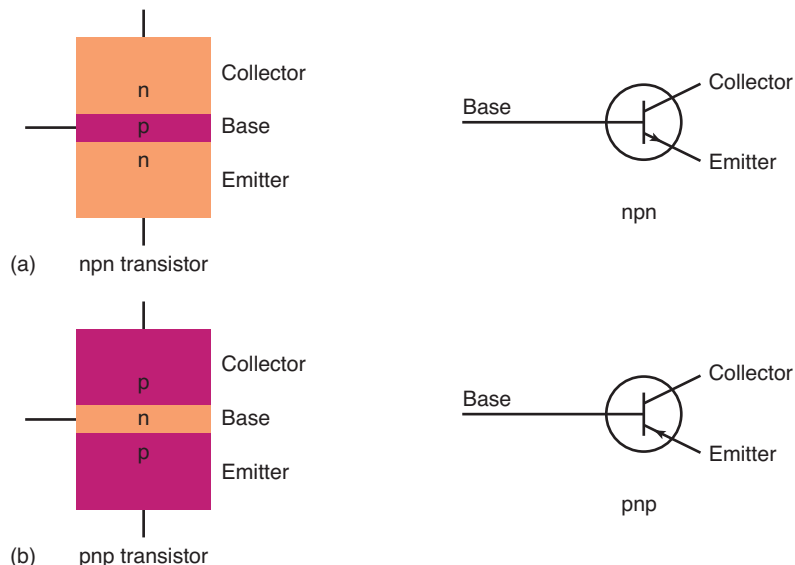 n
Collector
p
Base
n
Emitter
(a) npn transistor
Base
Collector
Emitter
npn
p
Collector
n
Base
p
Emitter
(b) pnp transistor
Base
Collector
Emitter
pnp